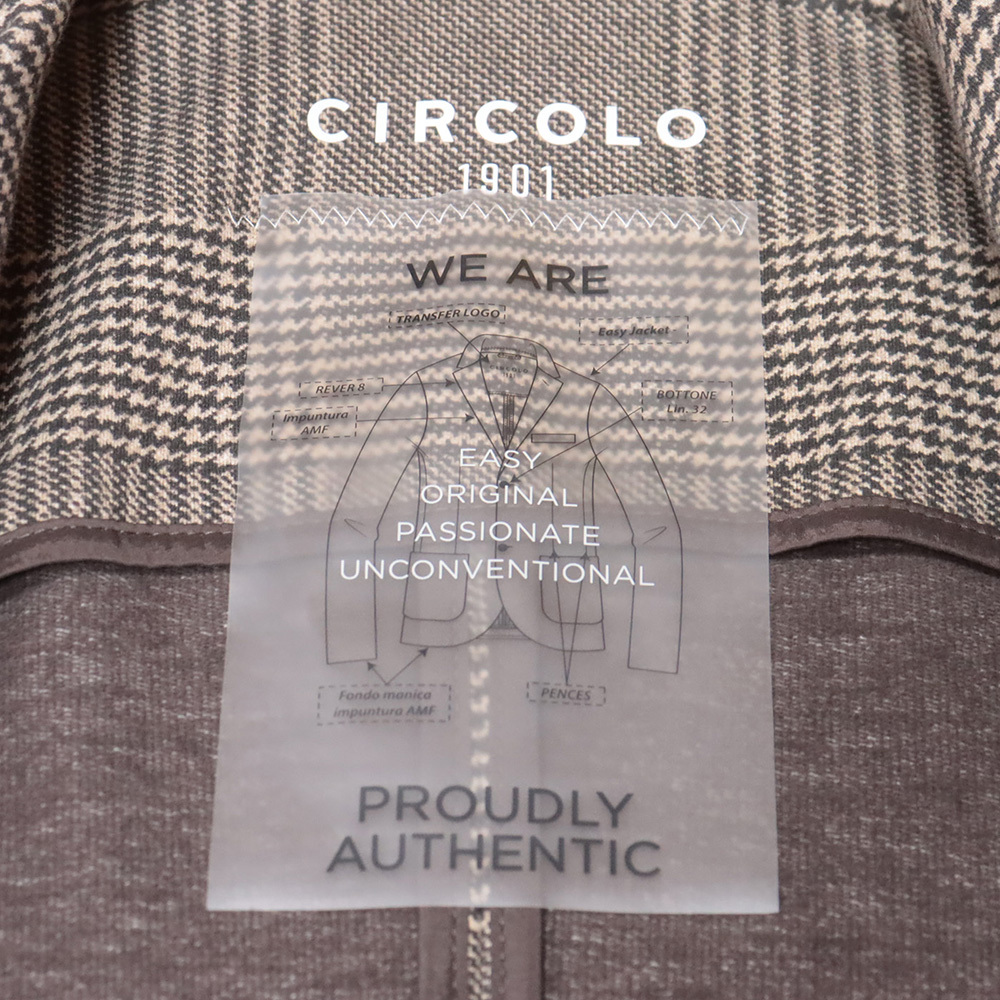 CIRCOLO
1901
WE ARE
TRANSFER LOGO
- Easy Jacket -
REVER 8
BOTTONE
Lin. 32
Impuntura
AMF
EASY
ORIGINAL
PASSIONATE
UNCONVENTIONAL
Fondo manica
impuntura AMF
PENCES
PROUDLY
AUTHENTIC